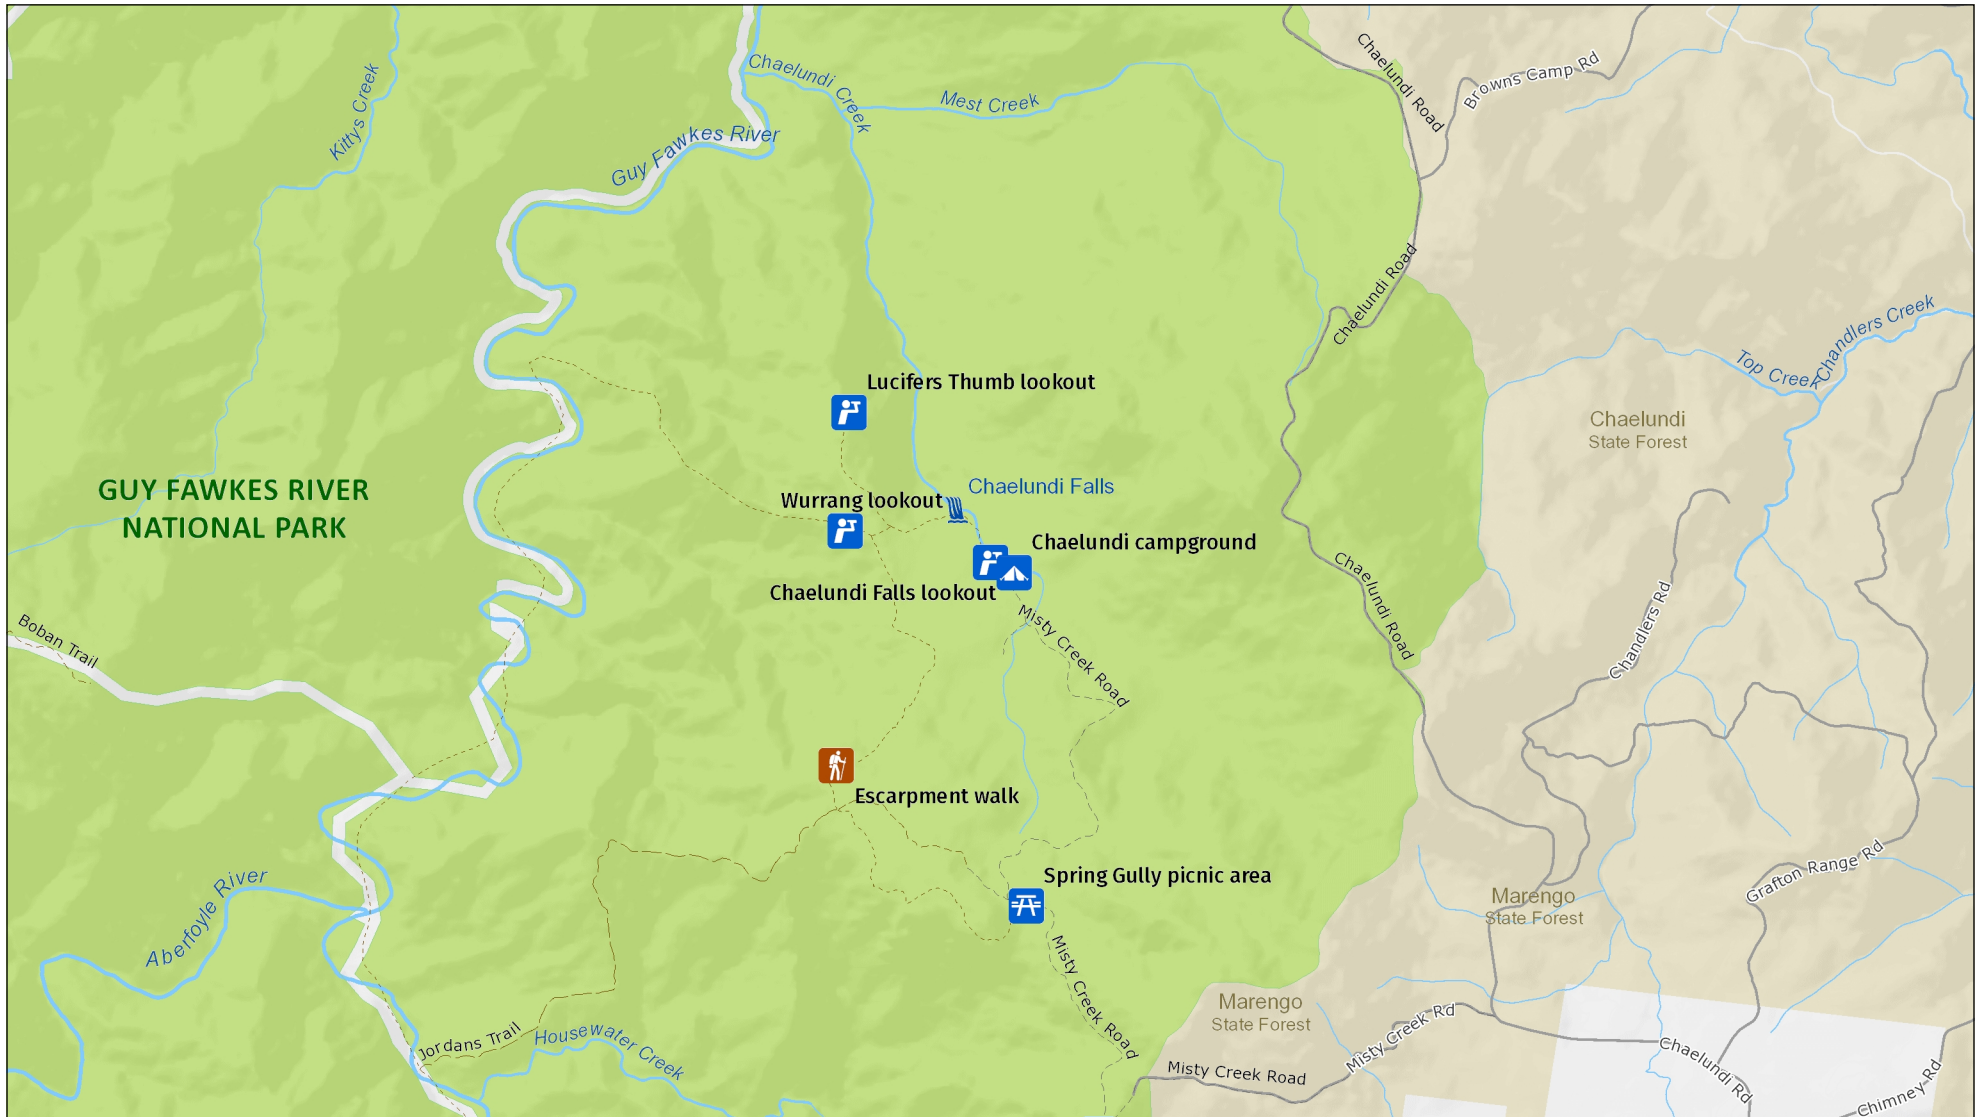 Chaelundi Creek
Mest Creek
Kittys Creek
Guy Fawkes River
Chaelundi Road
Browns Camp Rd
Chaelundi Road
Chandlers Creek
Top Creek
Lucifers Thumb lookout
Chaelundi
State Forest
GUY FAWKES RIVER
NATIONAL PARK
Wurrang lookout
Chaelundi Falls
Chaelundi campground
Chaelundi Falls lookout
Chaelundi Road
Boban Trail
Misty Creek Road
Chandlers Rd
Escarpment walk
Spring Gully picnic area
Grafton Range Rd
Marengo
State Forest
Aberfoyle River
Misty Creek Road
Marengo
State Forest
Jordans Trail
Housewater Creek
Misty Creek Rd
Misty Creek Road
Chaelundi Rd
Chimney Rd